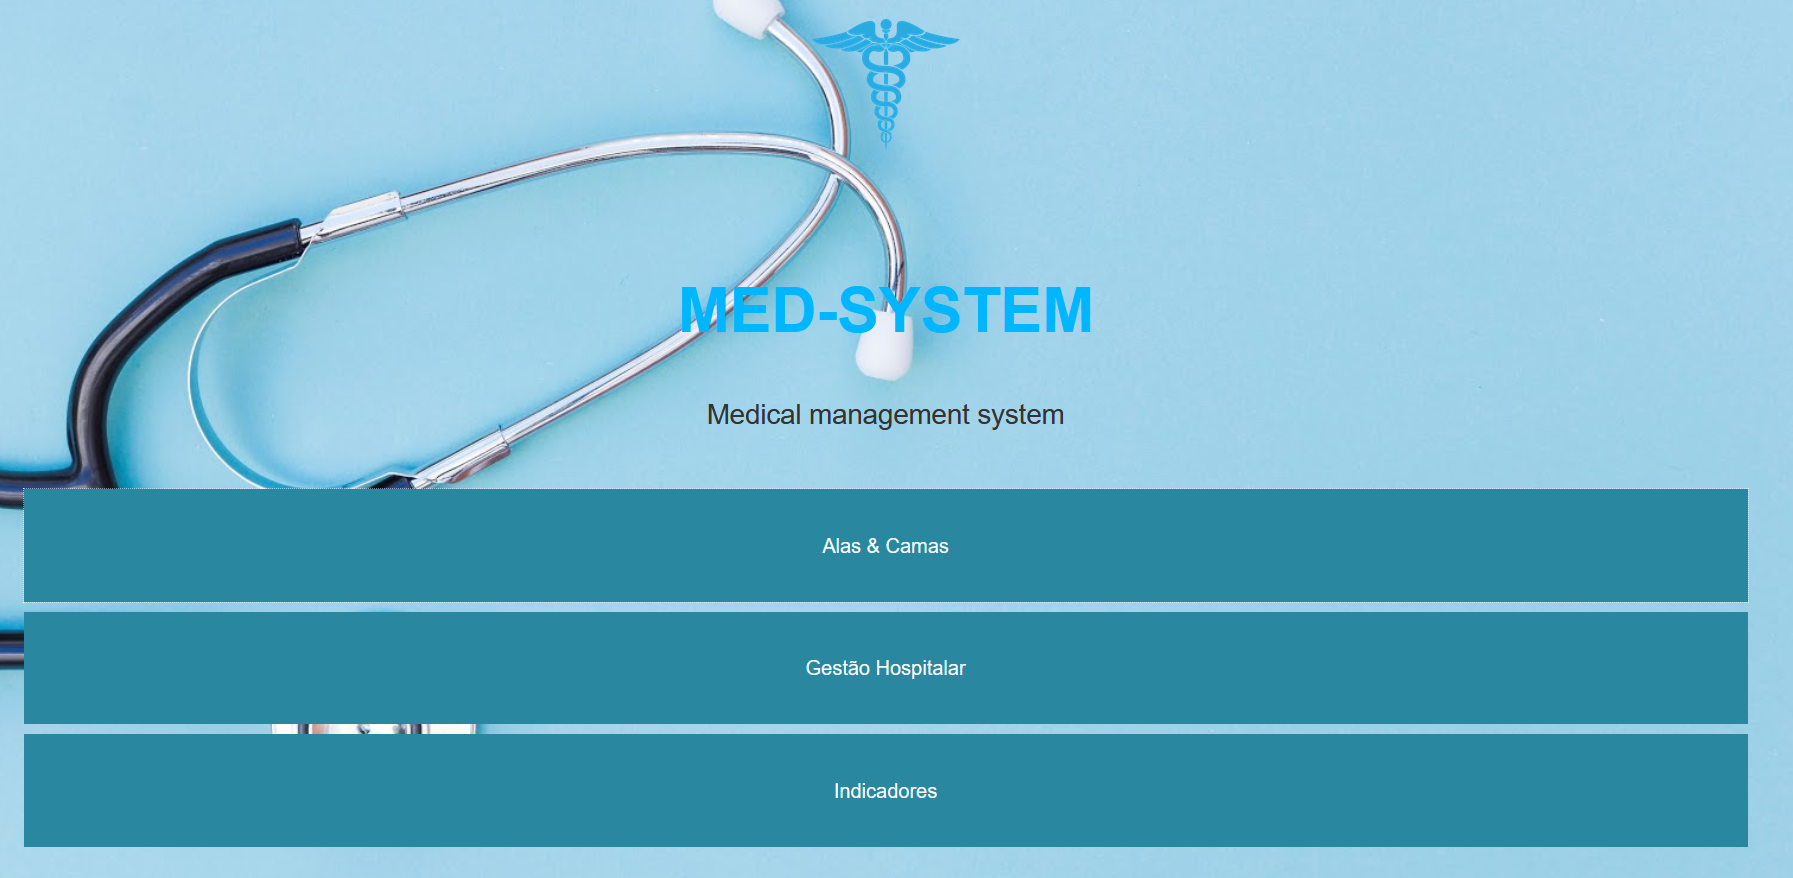 MED-SYSTEM
Medical management system
Alas & Camas
Gestão Hospitalar
Indicadores